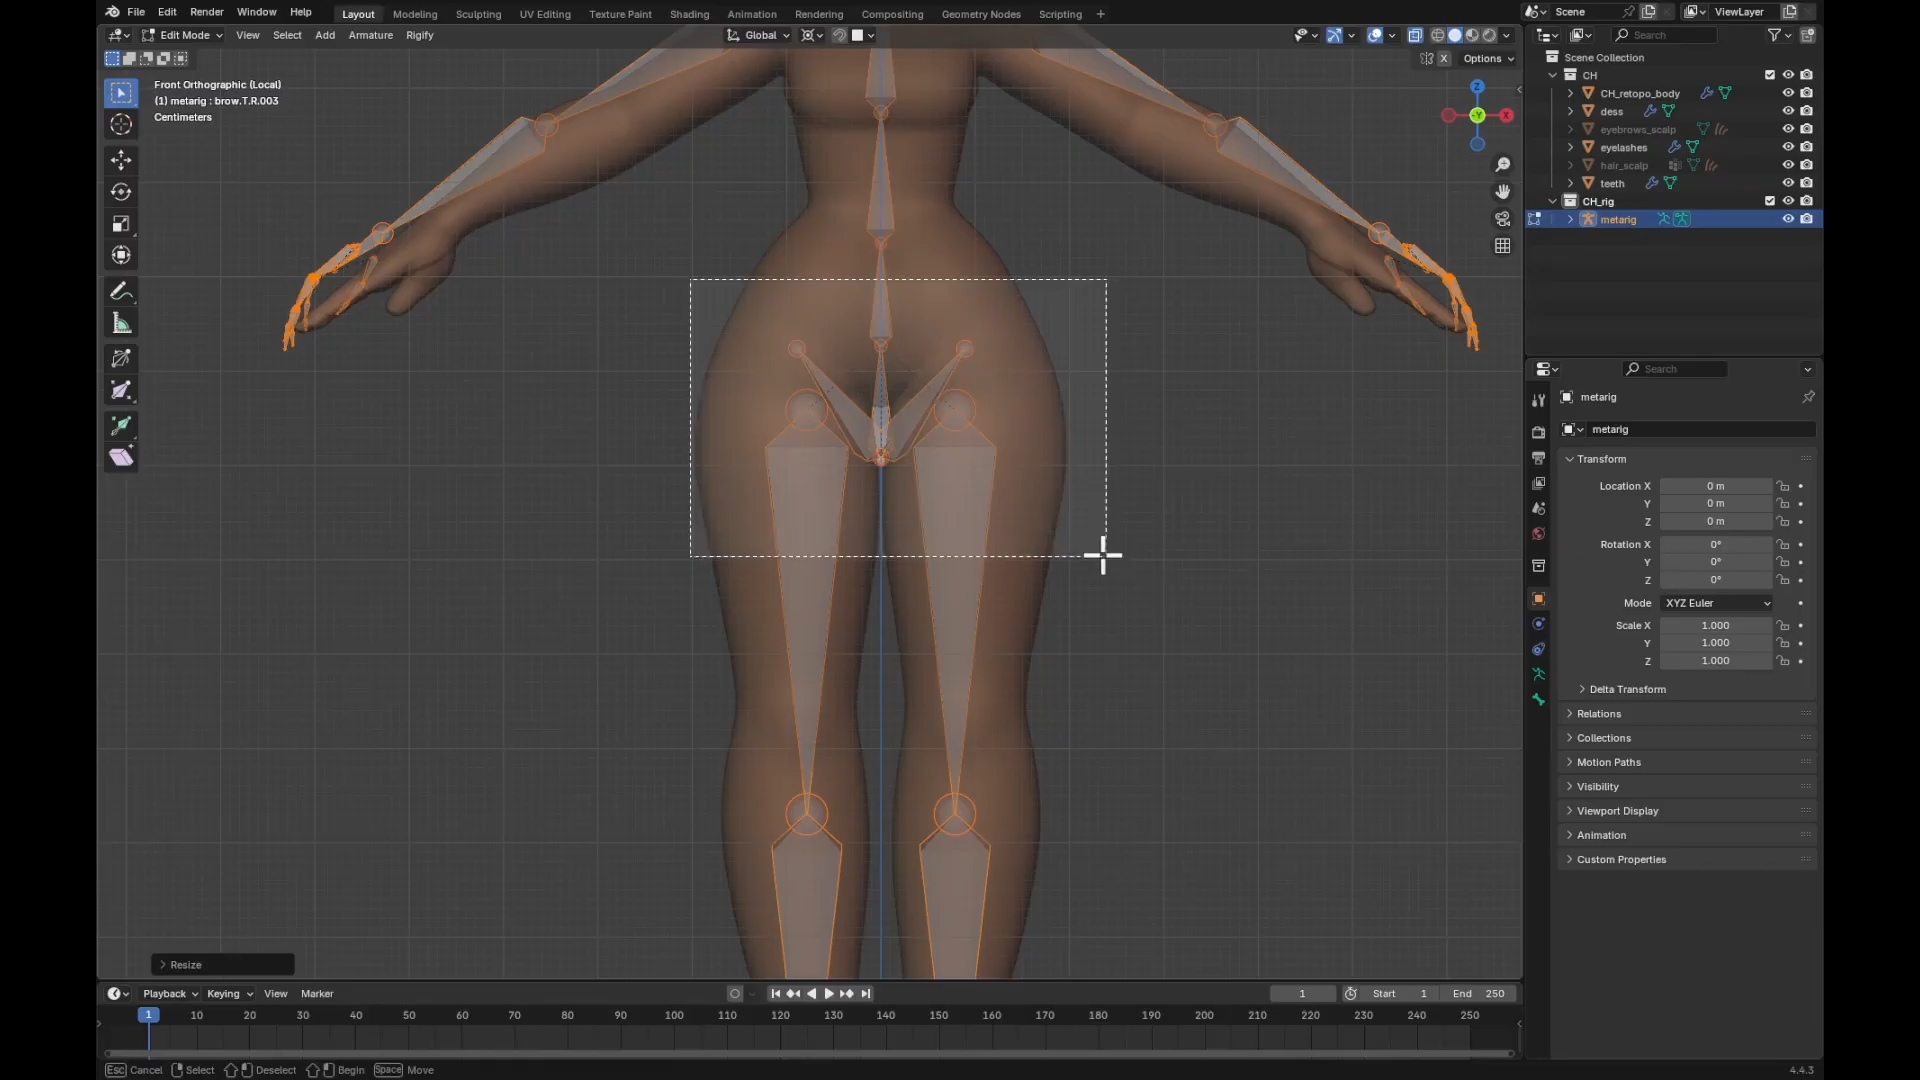 File Edit Render Window Help Layout Modeling Sculpting UV Editing Texture Paint Shading Animation Rendering Compositing Geometry Nodes Scripting + Scene ViewLayer
Edit Mode View Select Add Armature Rigify Global Search
X Options
Scene Collection
CH
CH_retopo_body
dess
eyebrows_scalp
eyelashes
hair_scalp
teeth
CH_rig
metarig
Front Orthographic (Local)
(1) metarig : brow.T.R.003
Centimeters
Z
-Y
X
Search
metarig
metarig
Transform
Location X 0 m
Y 0 m
Z 0 m
Rotation X 0°
Y 0°
Z 0°
Mode XYZ Euler
Scale X 1.000
Y 1.000
Z 1.000
Delta Transform
Relations
Collections
Motion Paths
Visibility
Viewport Display
Animation
Custom Properties
Resize
Playback Keying View Marker 1 Start 1 End 250
1 10 20 30 40 50 60 70 80 90 100 110 120 130 140 150 160 170 180 190 200 210 220 230 240 250
Esc Cancel Select Deselect Begin Space Move 4.4.3